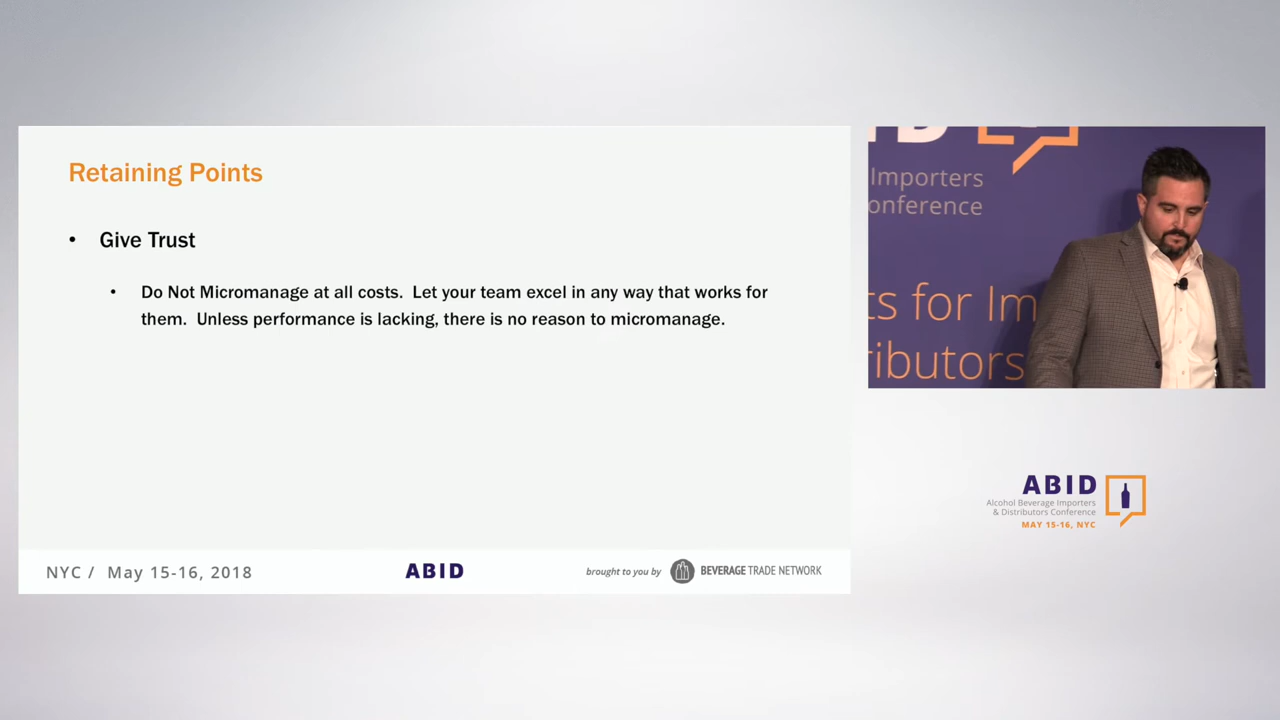 Retaining Points
• Give Trust
• Do Not Micromanage at all costs. Let your team excel in any way that works for
them. Unless performance is lacking, there is no reason to micromanage.
NYC / May 15-16, 2018
ABID
brought to you by BEVERAGE TRADE NETWORK
Importers
onference
ts for Im
ributors
ABID
Alcohol Beverage Importers
& Distributors Conference
MAY 15-16, NYC